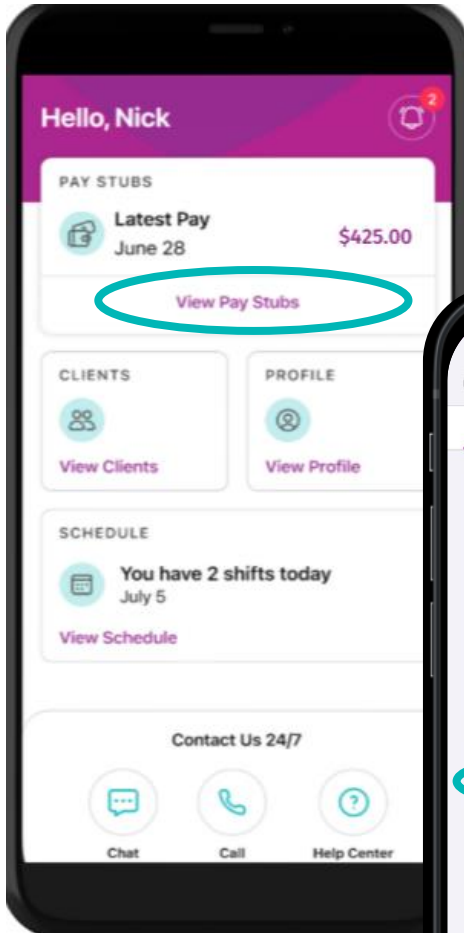 Hello, Nick
2
PAY STUBS
Latest Pay
June 28
$425.00
View Pay Stubs
CLIENTS
PROFILE
View Clients
View Profile
SCHEDULE
You have 2 shifts today
July 5
View Schedule
Contact Us 24/7
Chat
Call
Help Center